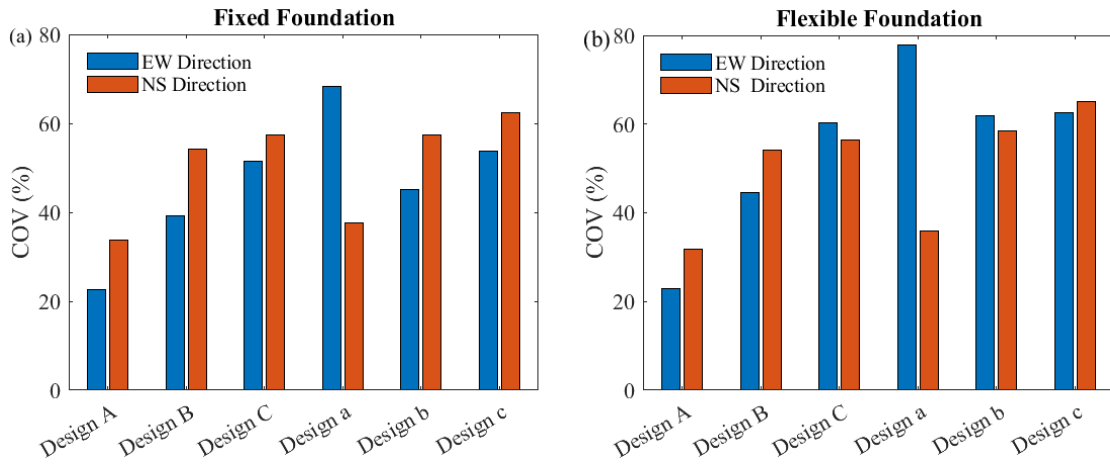 Fixed Foundation
(a)
80
60
40
20
0
COV (%)
EW Direction
NS Direction
Design A
Design B
Design C
Design a
Design b
Design c
Flexible Foundation
(b)
80
60
40
20
0
COV (%)
EW Direction
NS Direction
Design A
Design B
Design C
Design a
Design b
Design c